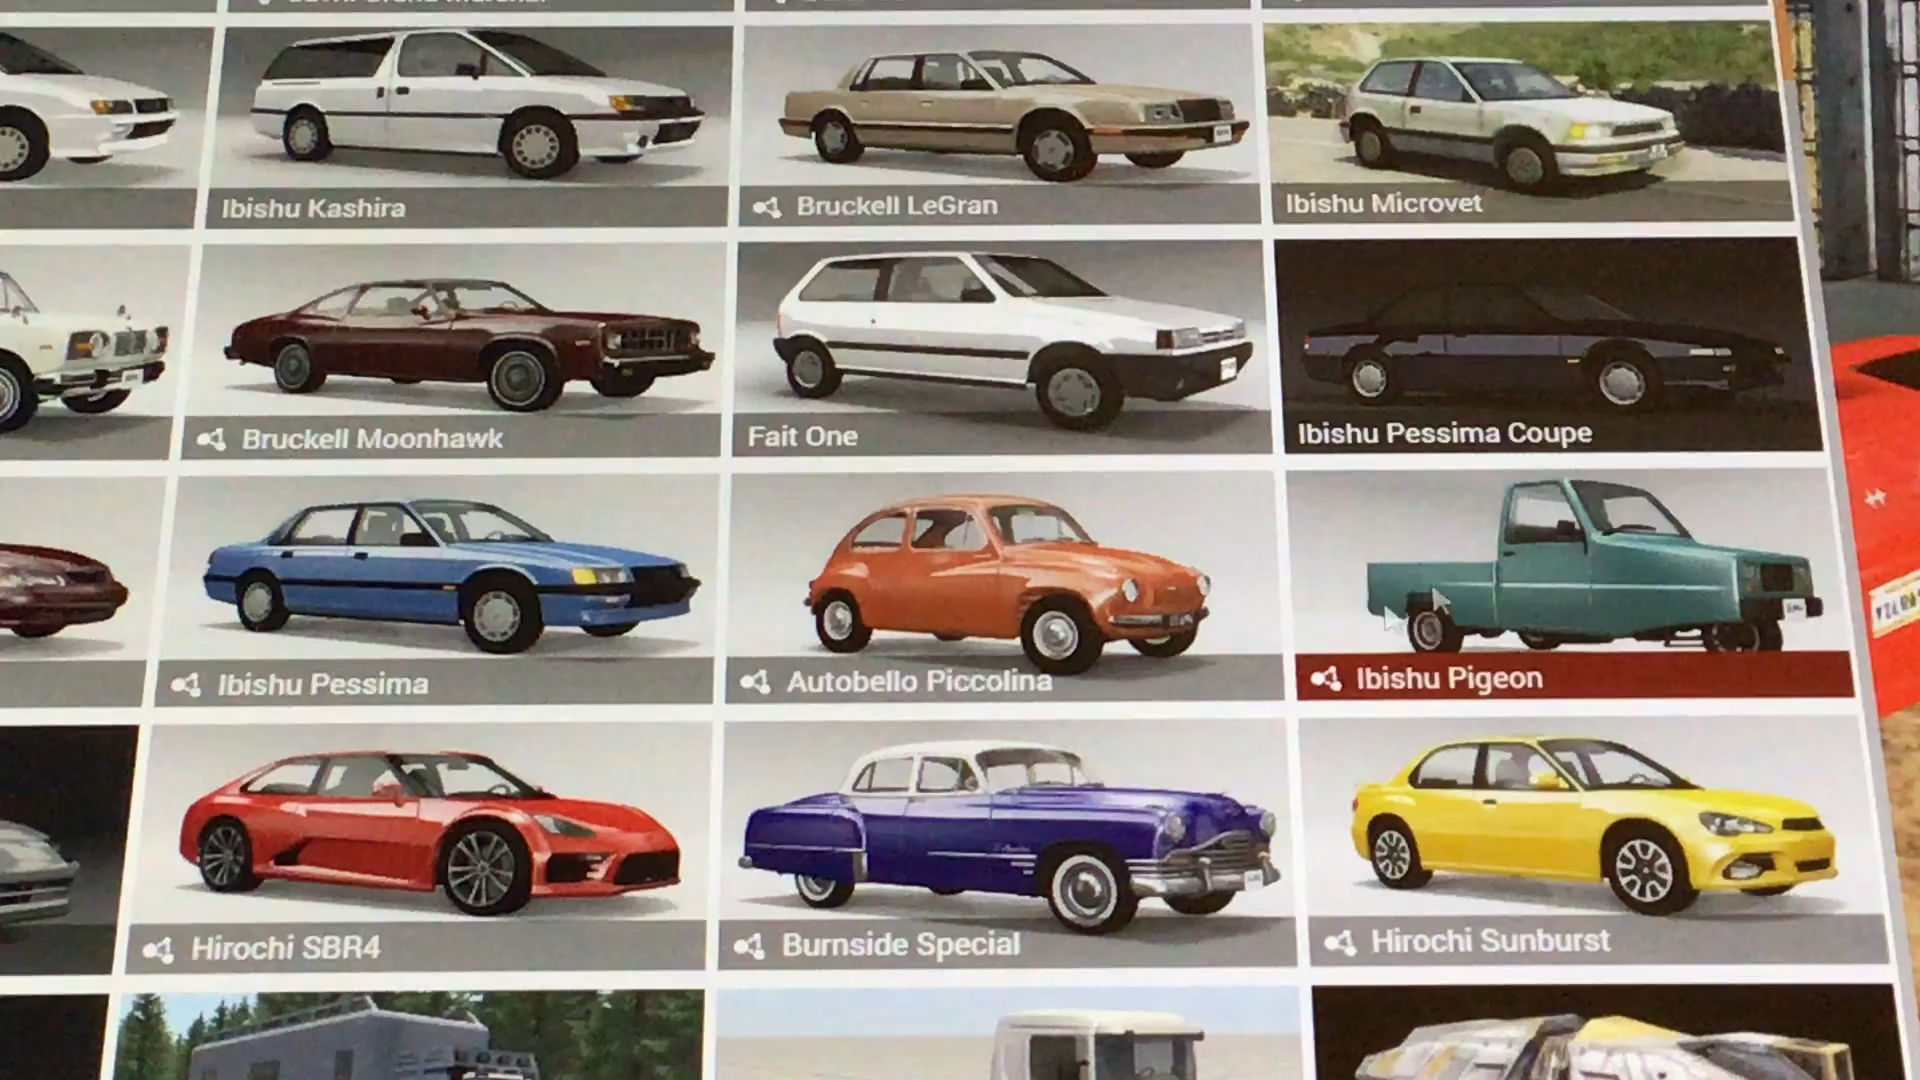 Ibishu Kashira
Bruckell LeGran
Ibishu Microvet
Bruckell Moonhawk
Fait One
Ibishu Pessima Coupe
Ibishu Pessima
Autobello Piccolina
Ibishu Pigeon
Hirochi SBR4
Burnside Special
Hirochi Sunburst